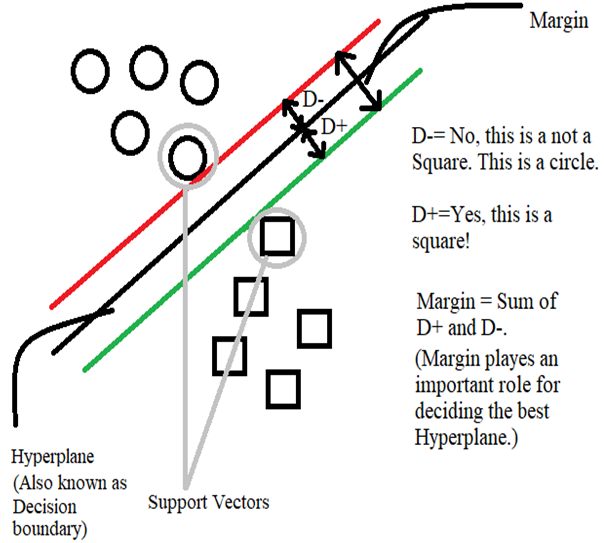 Margin
D-
D+
D-= No, this is a not a
Square. This is a circle.
D+=Yes, this is a
square!
Margin = Sum of
D+ and D-.
(Margin playes an
important role for
deciding the best
Hyperplane.)
Hyperplane
(Also known as
Decision
boundary)
Support Vectors